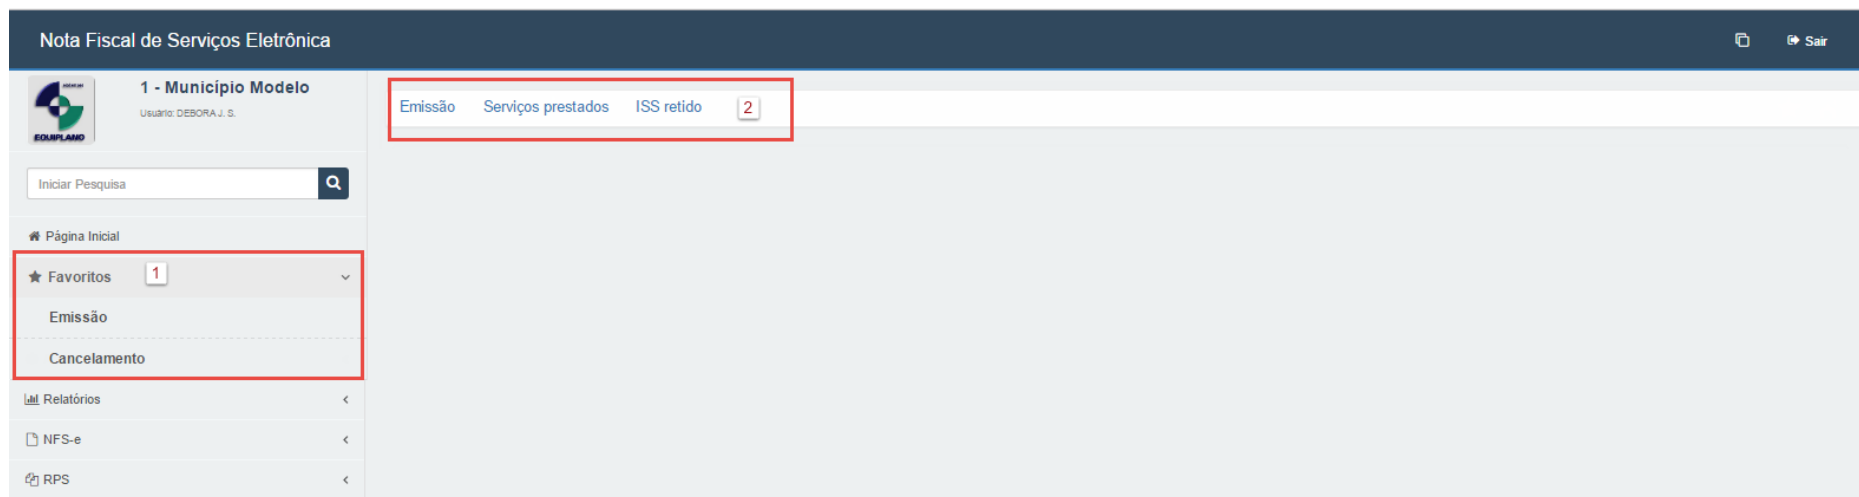 Nota Fiscal de Serviços Eletrônica
Sair
1 - Município Modelo
Usuário: DEBORA J. S.
EQUIPLANO
Emissão Serviços prestados ISS retido 2
Iniciar Pesquisa
Página Inicial
Favoritos 1
Emissão
Cancelamento
Relatórios
NFS-e
RPS